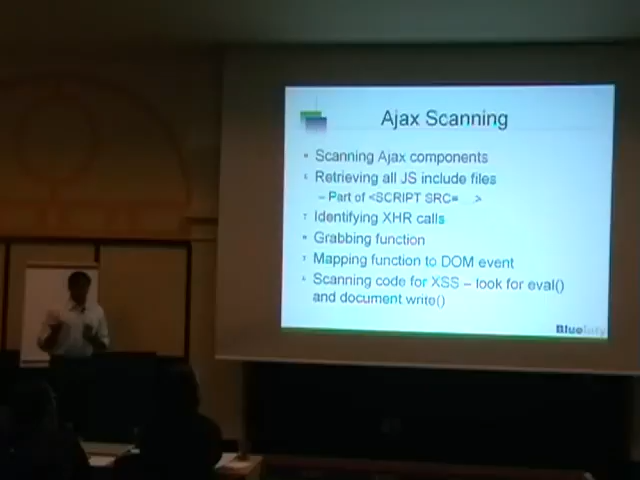 Ajax Scanning
Scanning Ajax components
Retrieving all JS include files
– Part of <SCRIPT SRC=....>
Identifying XHR calls
Grabbing function
Mapping function to DOM event
Scanning code for XSS – look for eval()
and document write()
Blueinfy